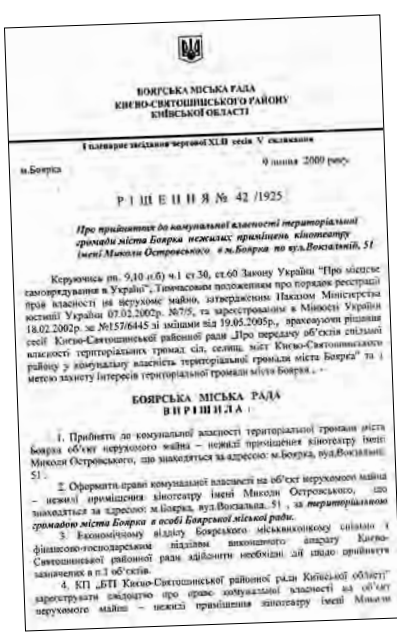 БОЯРСЬКА МІСЬКА РАДА
КИЄВО-СВЯТОШИНСЬКОГО РАЙОНУ
КИЇВСЬКОЇ ОБЛАСТІ
І пленарне засідання чергової XLII сесія V скликання
м.Боярка 9 липня 2009 року
Р І Ш Е Н Н Я № 42 /1925
Про прийняття до комунальної власності територіальної
громади міста Боярка нежилих приміщень кінотеатру
імені Миколи Островського в м.Боярка по вул.Вокзальній, 51
Керуючись пп. 9,10 п.б) ч.1 ст.30, ст.60 Закону України "Про місцеве
самоврядування в Україні", Тимчасовим положенням про порядок реєстрації
прав власності на нерухоме майно, затвердженим Наказом Міністерства
юстиції України 07.02.2002р. №7/5, та зареєстрованим в Мінюсті України
18.02.2002р. за №157/6445 зі змінами від 19.05.2005р., враховуючи рішення
сесії Києво-Святошинської районної ради „Про передачу об'єктів спільної
власності територіальних громад сіл, селищ, міст Києво-Святошинського
району у комунальну власність територіальної громади міста Боярка" та з
метою захисту інтересів територіальної громади міста Боярка , -
БОЯРСЬКА МІСЬКА РАДА
В И Р І Ш И Л А :
1. Прийняти до комунальної власності територіальної громади міста
Боярка об'єкт нерухомого майна – нежилі приміщення кінотеатру імені
Миколи Островського, що знаходяться за адресою: м.Боярка, вул.Вокзальна,
51 .
2. Оформити право комунальної власності на об'єкт нерухомого майна
– нежилі приміщення кінотеатру імені Миколи Островського, що
знаходяться за адресою: м.Боярка, вул.Вокзальна, 51 , за територіальною
громадою міста Боярка в особі Боярської міської ради.
3. Економічному відділу Боярського міськвиконкому спільно з
фінансово-господарським відділом виконавчого апарату Києво-
Святошинської районної ради здійснити необхідні дії щодо прийняття
зазначених в п.1 об'єктів.
4. КП „БТІ Києво-Святошинської районної ради Київської області"
зареєструвати свідоцтво про право комунальної власності на об'єкт
нерухомого майна – нежилі приміщення кінотеатру імені Миколи